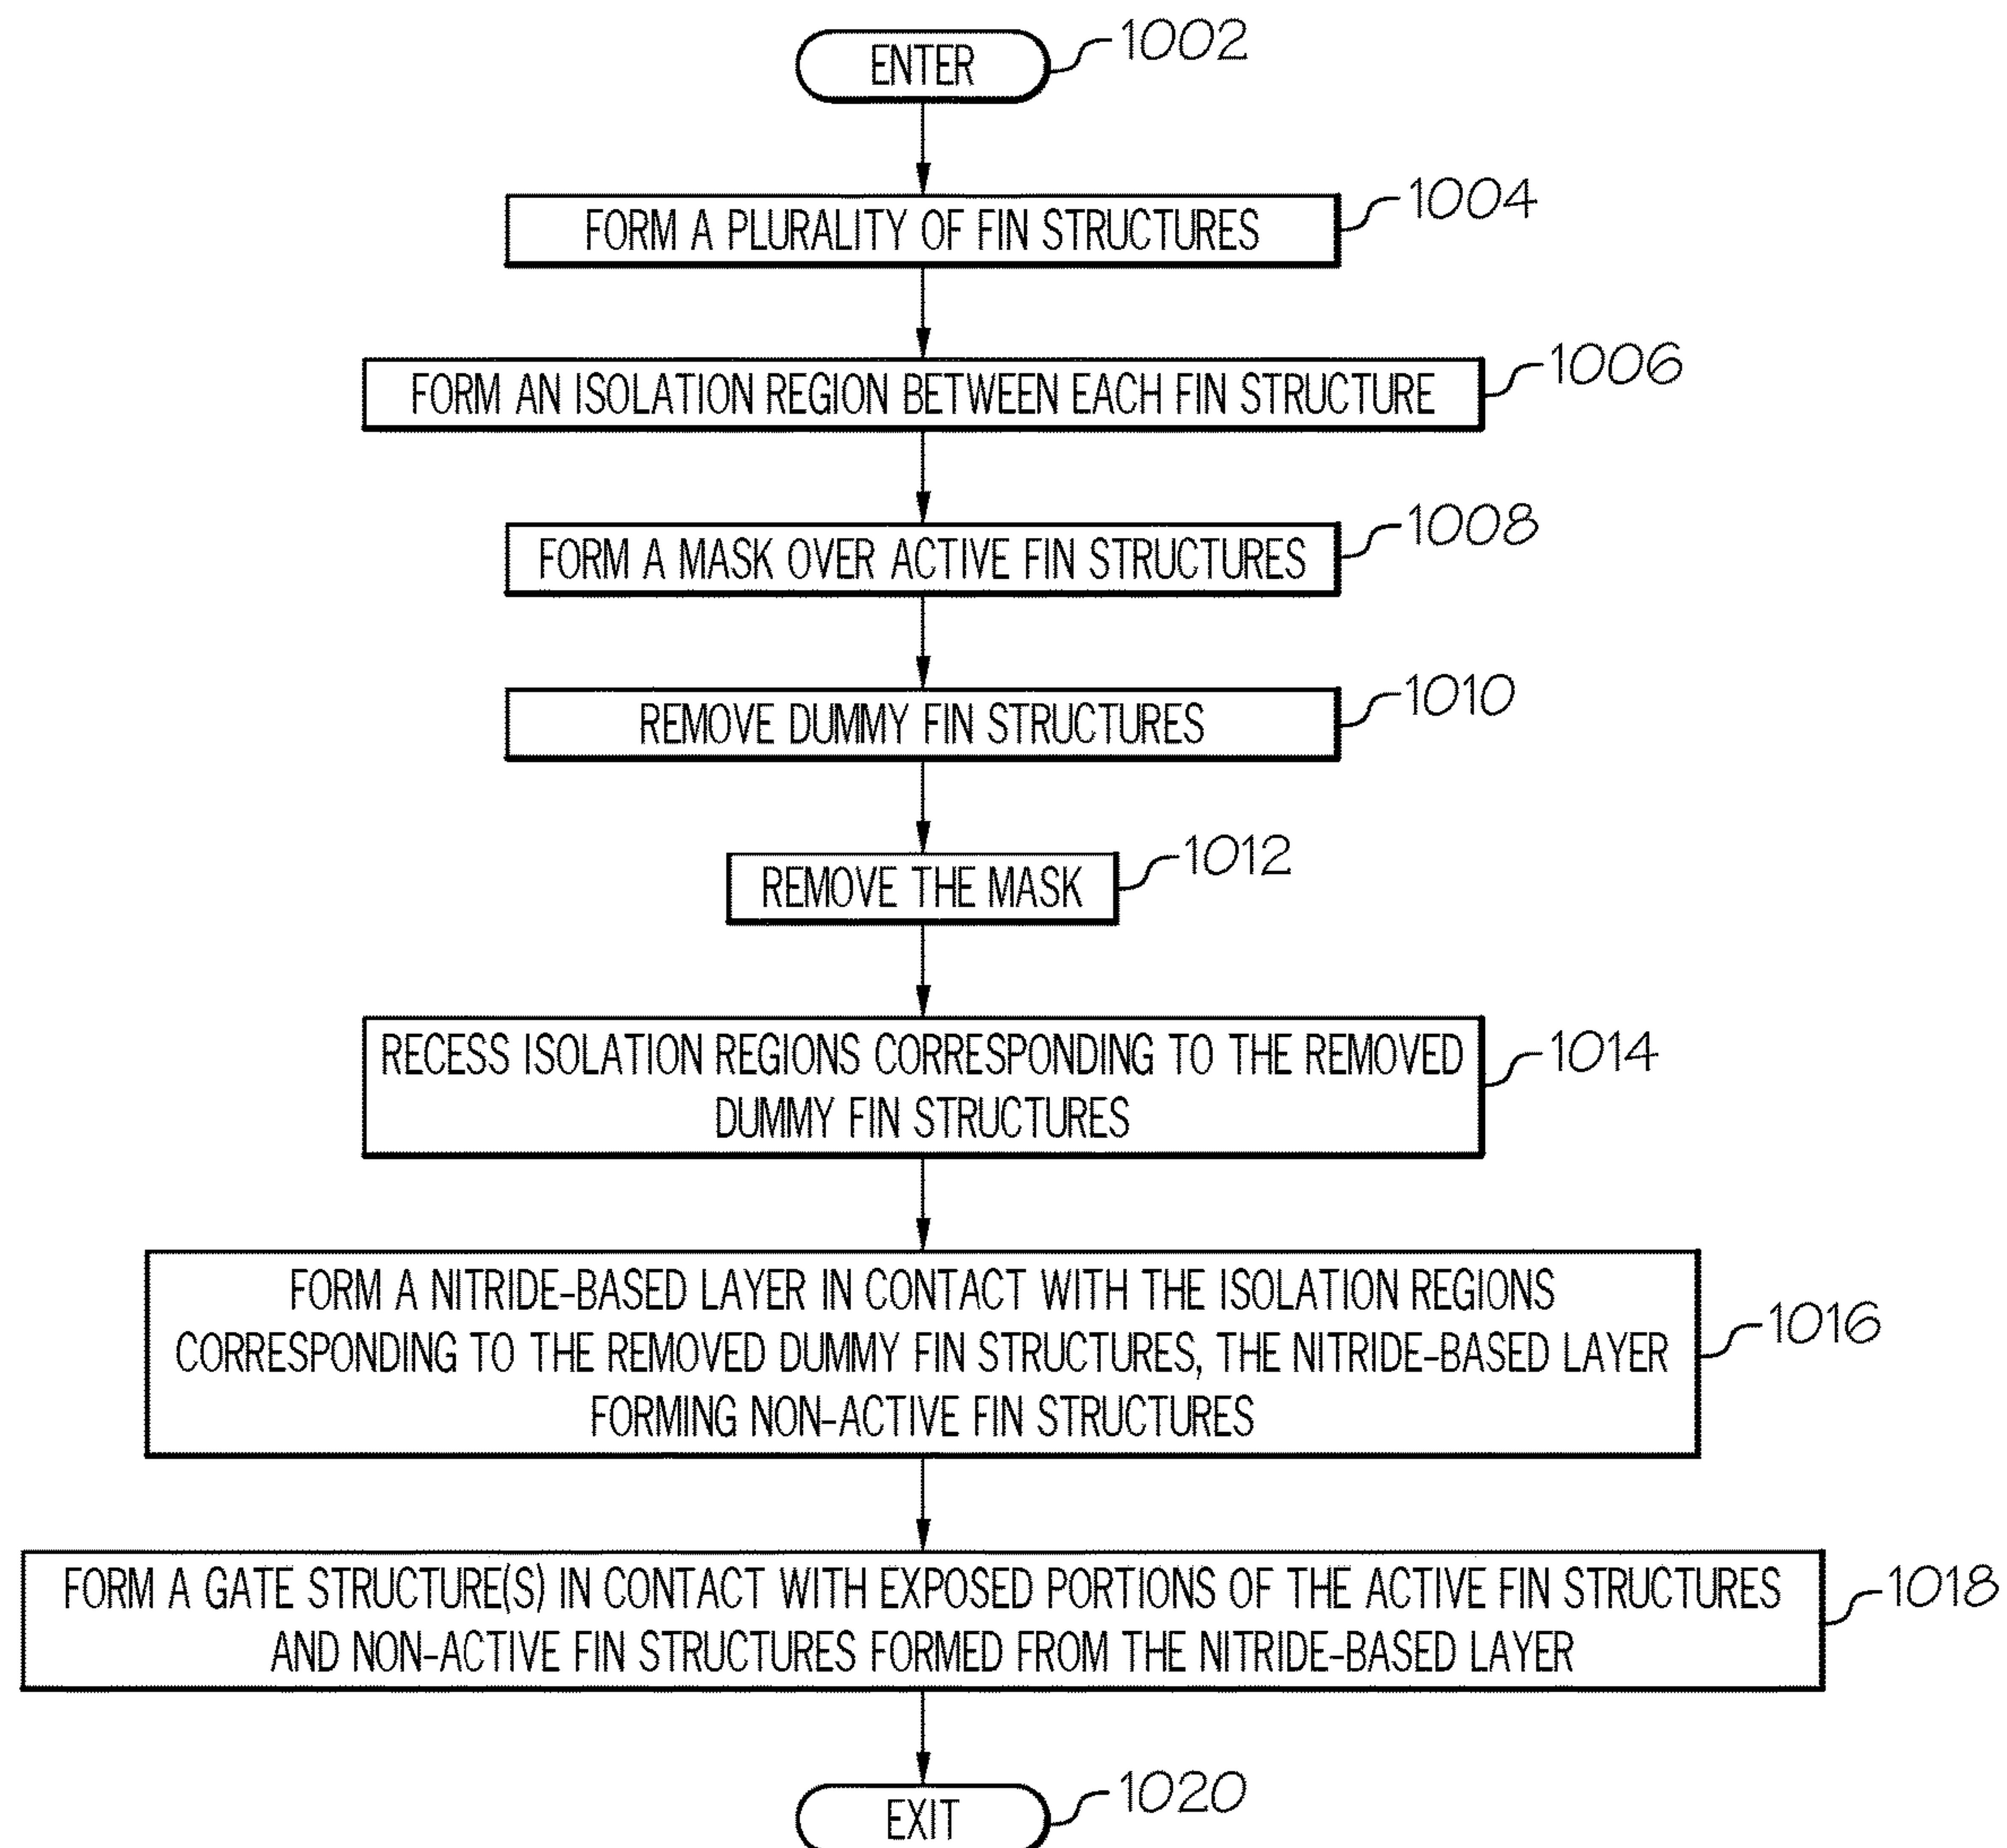 ENTER
1002
FORM A PLURALITY OF FIN STRUCTURES
1004
FORM AN ISOLATION REGION BETWEEN EACH FIN STRUCTURE
1006
FORM A MASK OVER ACTIVE FIN STRUCTURES
1008
REMOVE DUMMY FIN STRUCTURES
1010
REMOVE THE MASK
1012
RECESS ISOLATION REGIONS CORRESPONDING TO THE REMOVED
DUMMY FIN STRUCTURES
1014
FORM A NITRIDE-BASED LAYER IN CONTACT WITH THE ISOLATION REGIONS
CORRESPONDING TO THE REMOVED DUMMY FIN STRUCTURES, THE NITRIDE-BASED LAYER
FORMING NON-ACTIVE FIN STRUCTURES
1016
FORM A GATE STRUCTURE(S) IN CONTACT WITH EXPOSED PORTIONS OF THE ACTIVE FIN STRUCTURES
AND NON-ACTIVE FIN STRUCTURES FORMED FROM THE NITRIDE-BASED LAYER
1018
EXIT
1020